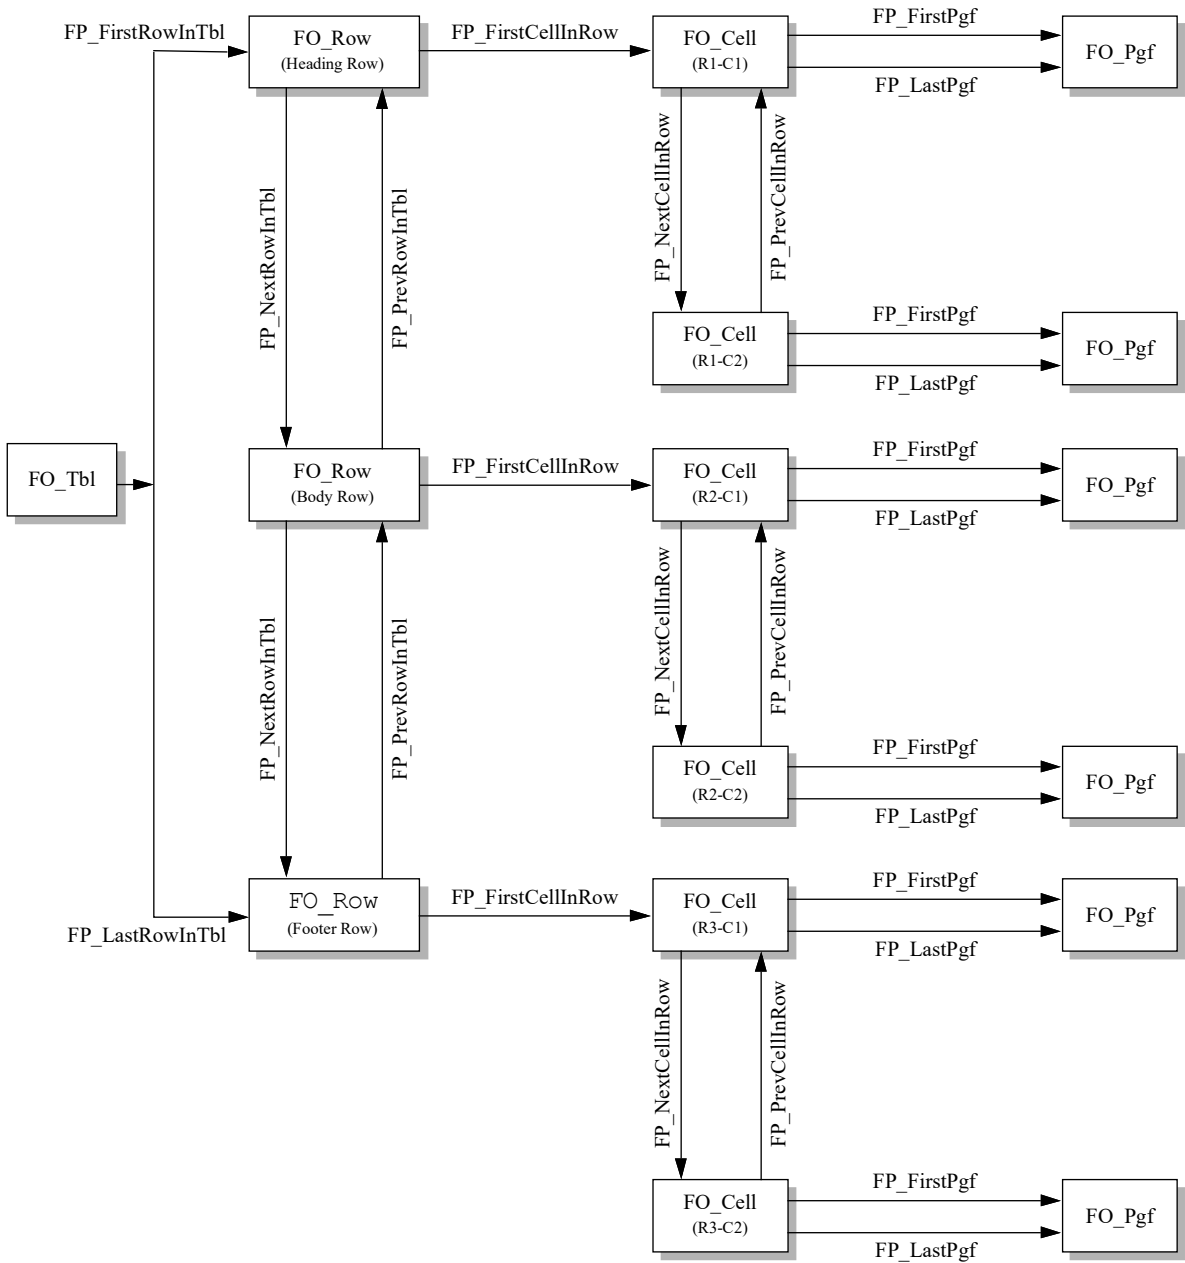 FP_FirstRowInTbl
FO_Row
(Heading Row)
FP_FirstCellInRow
FO_Cell
(R1-C1)
FP_FirstPgf
FP_LastPgf
FO_Pgf
FP_NextRowInTbl
FP_PrevRowInTbl
FP_NextCellInRow
FP_PrevCellInRow
FO_Cell
(R1-C2)
FP_FirstPgf
FP_LastPgf
FO_Pgf
FO_Tbl
FO_Row
(Body Row)
FP_FirstCellInRow
FO_Cell
(R2-C1)
FP_FirstPgf
FP_LastPgf
FO_Pgf
FP_NextRowInTbl
FP_PrevRowInTbl
FP_NextCellInRow
FP_PrevCellInRow
FO_Cell
(R2-C2)
FP_FirstPgf
FP_LastPgf
FO_Pgf
FP_LastRowInTbl
FO_Row
(Footer Row)
FP_FirstCellInRow
FO_Cell
(R3-C1)
FP_FirstPgf
FP_LastPgf
FO_Pgf
FP_NextCellInRow
FP_PrevCellInRow
FO_Cell
(R3-C2)
FP_FirstPgf
FP_LastPgf
FO_Pgf